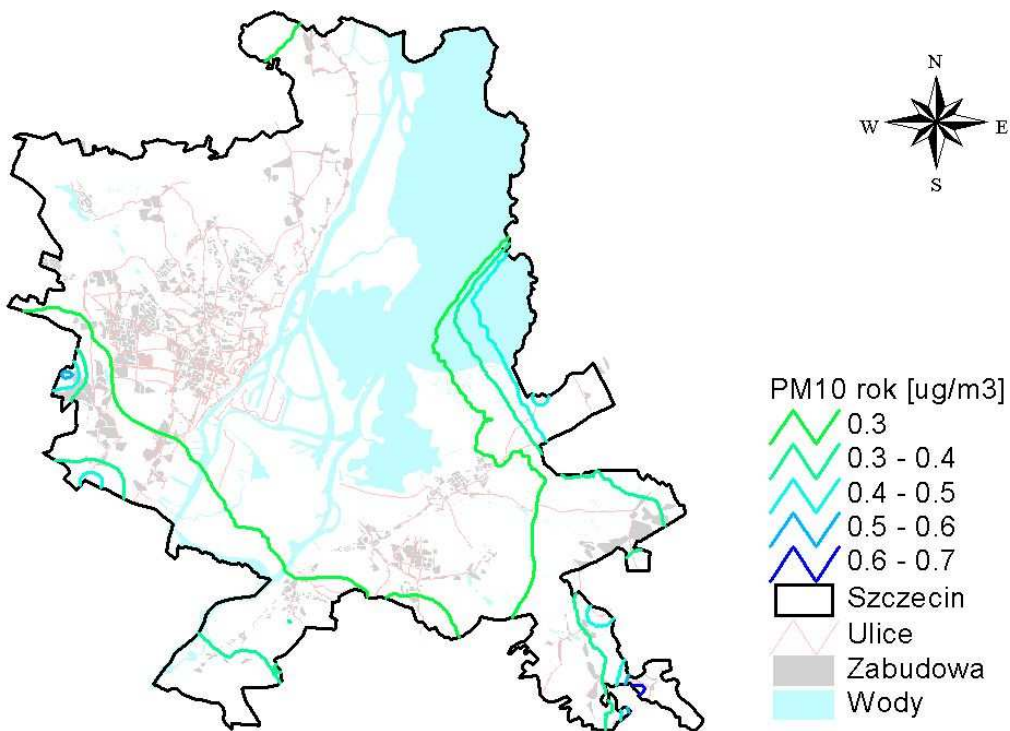 N
W E
S
PM10 rok [ug/m3]
0.3
0.3 - 0.4
0.4 - 0.5
0.5 - 0.6
0.6 - 0.7
Szczecin
Ulice
Zabudowa
Wody